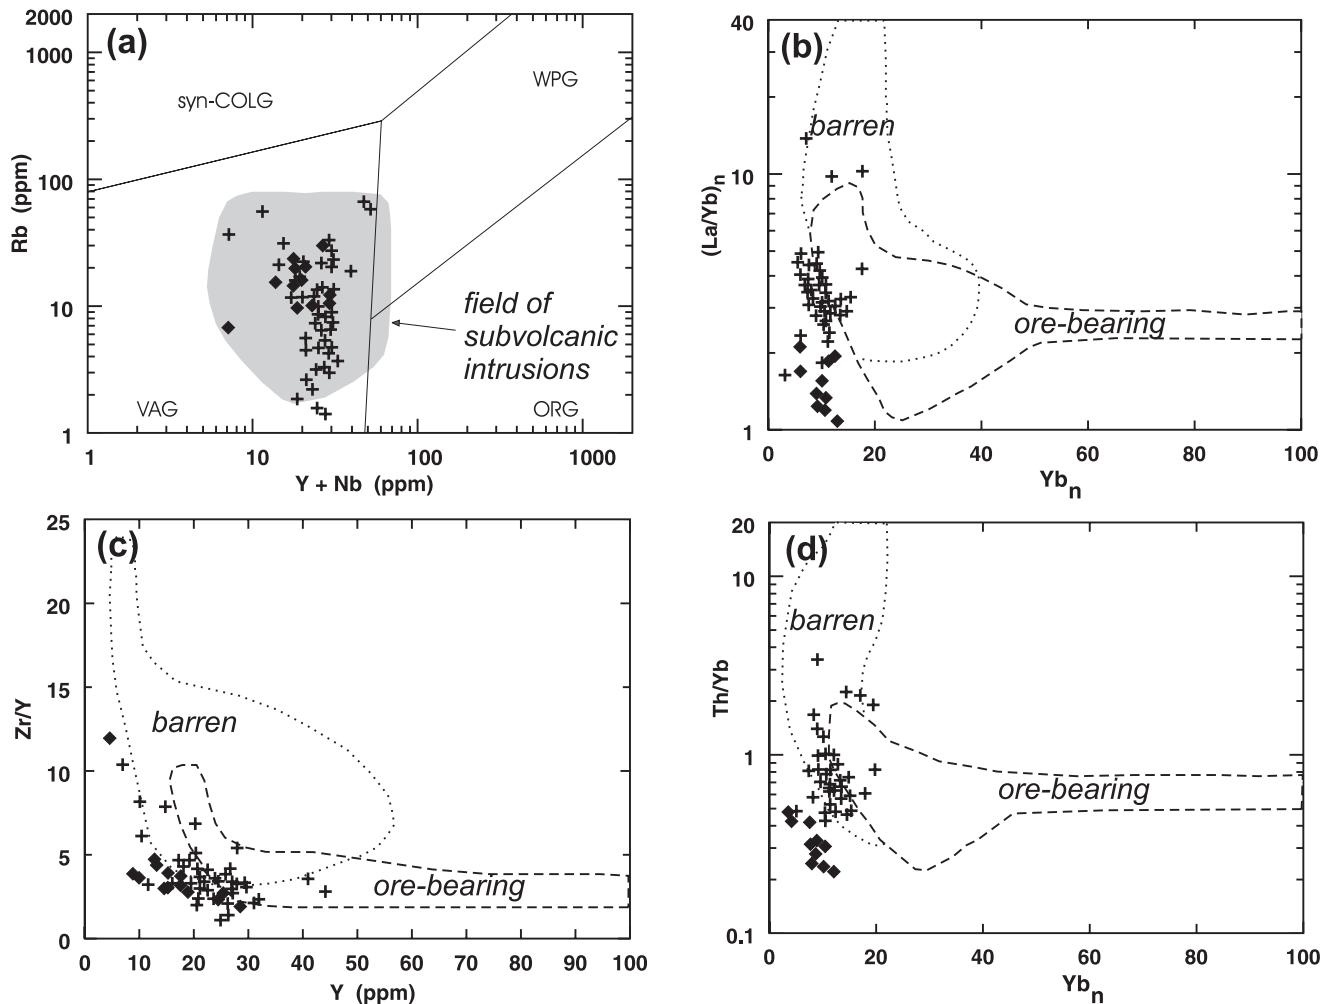 (a)
2000
1000
100
10
1
Rb (ppm)
syn-COLG
WPG
VAG
ORG
field of
subvolcanic
intrusions
1
10
100
1000
Y + Nb (ppm)
(b)
40
10
1
(La/Yb)n
barren
ore-bearing
0
20
40
60
80
100
Ybn
(c)
25
20
15
10
5
0
Zr/Y
barren
ore-bearing
0
10
20
30
40
50
60
70
80
90
100
Y (ppm)
(d)
20
10
1
0.1
Th/Yb
barren
ore-bearing
0
20
40
60
80
100
Ybn